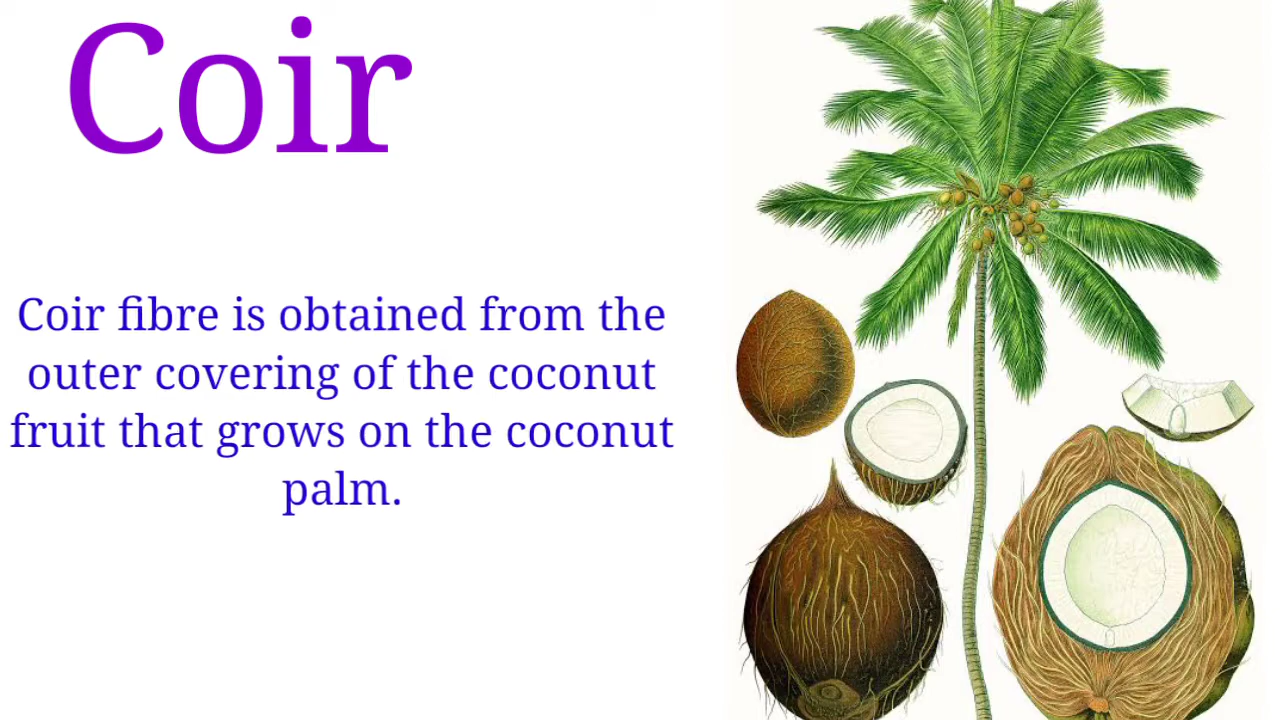 Coir
Coir fibre is obtained from the
outer covering of the coconut
fruit that grows on the coconut
palm.